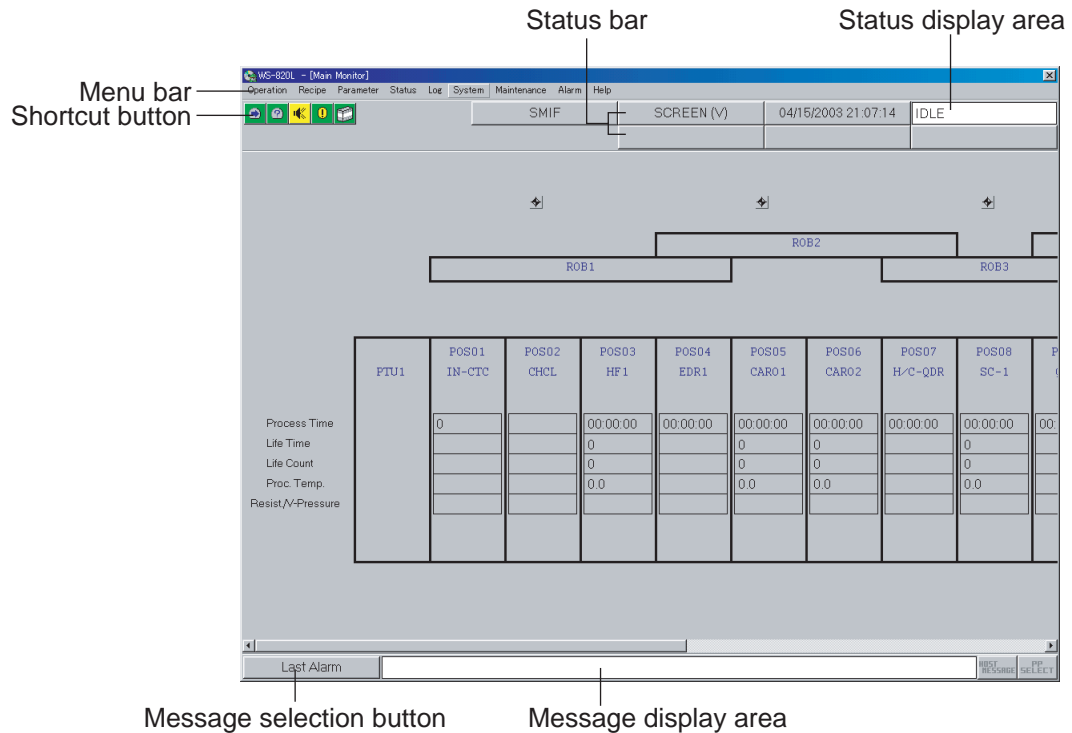 Status bar
Status display area
Menu bar
Shortcut button
WS-820L - [Main Monitor]
Operation Recipe Parameter Status Log System Maintenance Alarm Help
SMIF SCREEN (V) 04/15/2003 21:07:14 IDLE
ROB2
ROB1 ROB3
POS01 POS02 POS03 POS04 POS05 POS06 POS07 POS08 P
PTU1 IN-CTC CHCL HF1 EDR1 CARO1 CARO2 H/C-QDR SC-1
Process Time 0 00:00:00 00:00:00 00:00:00 00:00:00 00:00:00 00:00:00 00:
Life Time 0 0 0 0
Life Count 0 0 0 0
Proc. Temp. 0.0 0.0 0.0 0.0
Resist./V-Pressure
Last Alarm HOST MESSAGE PP SELECT
Message selection button
Message display area